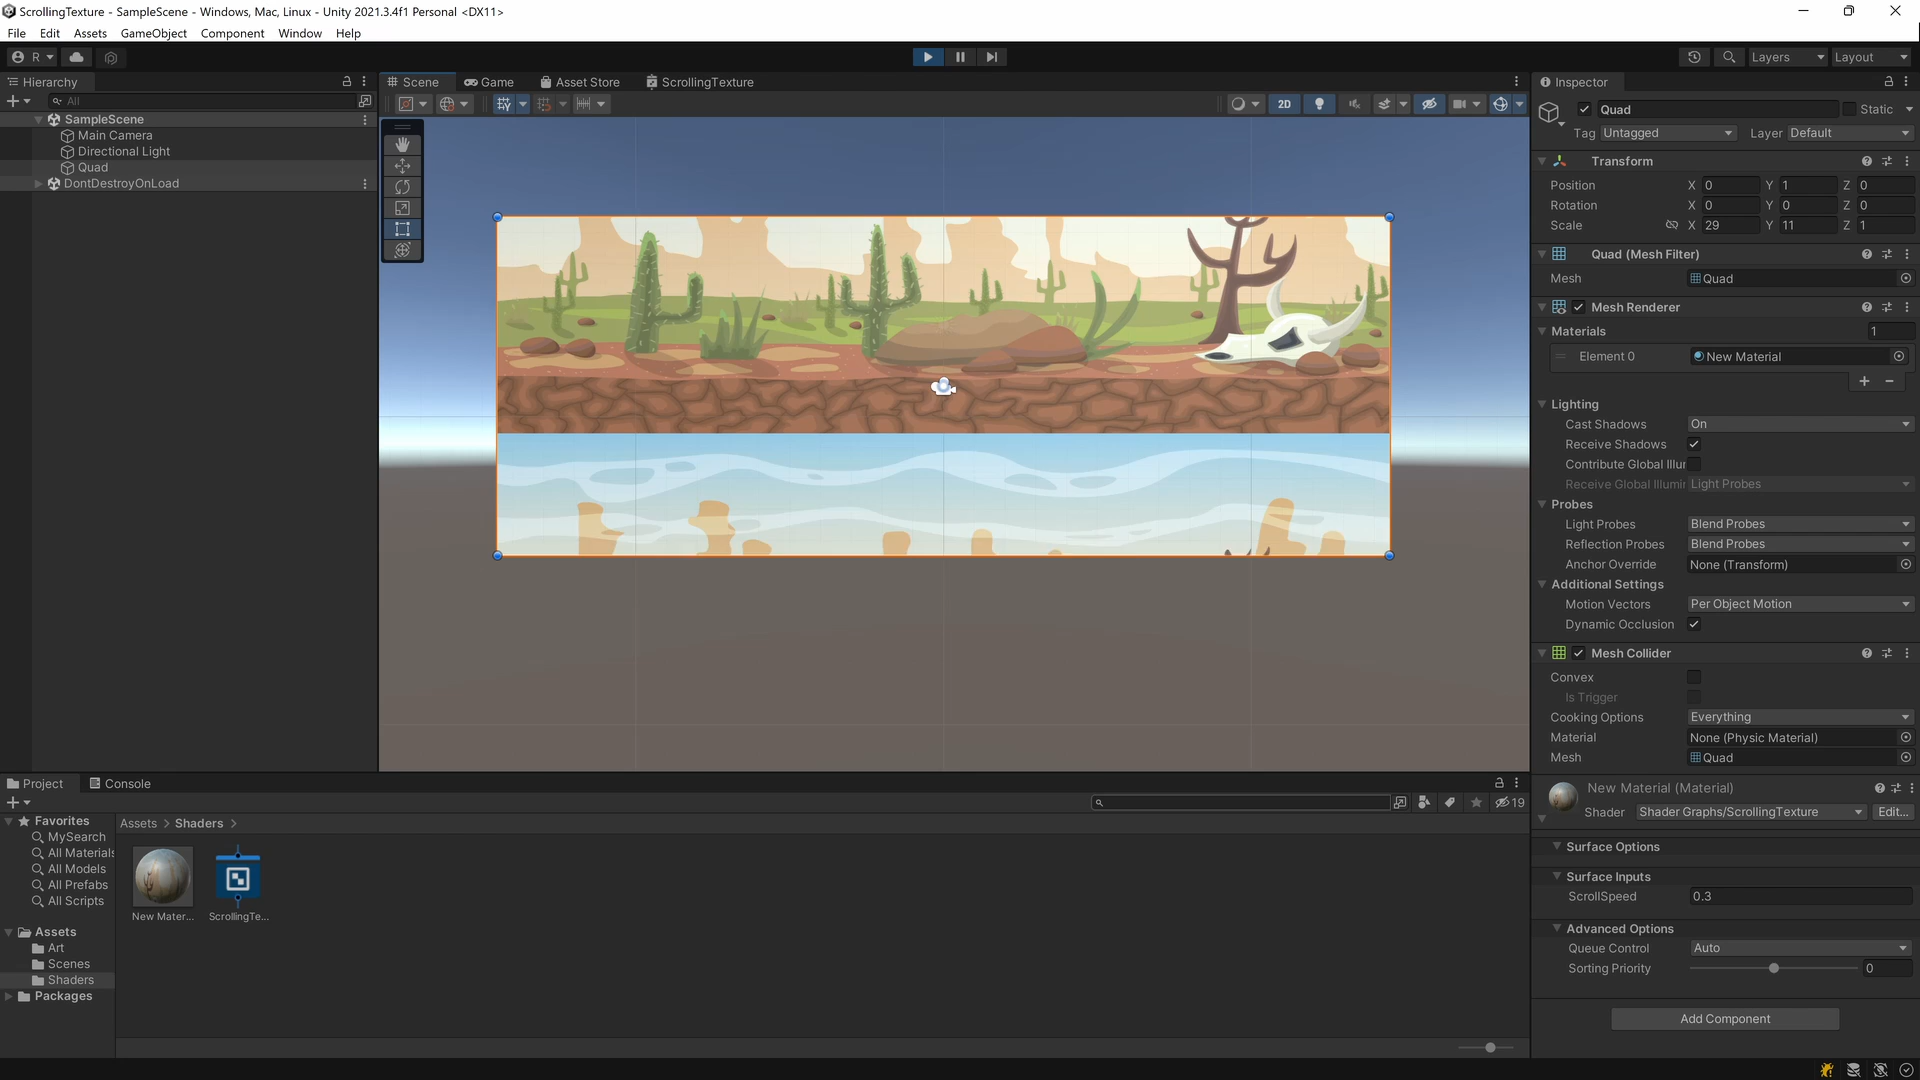 ScrollingTexture - SampleScene - Windows, Mac, Linux - Unity 2021.3.4f1 Personal <DX11>
File Edit Assets GameObject Component Window Help
R Layers Layout
Hierarchy
All
SampleScene
Main Camera
Directional Light
Quad
DontDestroyOnLoad
Scene Game Asset Store ScrollingTexture
2D
Inspector
Quad Static
Tag Untagged Layer Default
Transform
Position X 0 Y 1 Z 0
Rotation X 0 Y 0 Z 0
Scale X 29 Y 11 Z 1
Quad (Mesh Filter)
Mesh Quad
Mesh Renderer
Materials 1
Element 0 New Material
Lighting
Cast Shadows On
Receive Shadows
Contribute Global Illur
Receive Global Illumir Light Probes
Probes
Light Probes Blend Probes
Reflection Probes Blend Probes
Anchor Override None (Transform)
Additional Settings
Motion Vectors Per Object Motion
Dynamic Occlusion
Mesh Collider
Convex
Is Trigger
Cooking Options Everything
Material None (Physic Material)
Mesh Quad
New Material (Material)
Shader Shader Graphs/ScrollingTexture Edit...
Surface Options
Surface Inputs
ScrollSpeed 0.3
Advanced Options
Queue Control Auto
Sorting Priority 0
Add Component
Project Console
19
Favorites
MySearch
All Materials
All Models
All Prefabs
All Scripts
Assets
Art
Scenes
Shaders
Packages
Assets > Shaders >
New Mater... ScrollingTe...